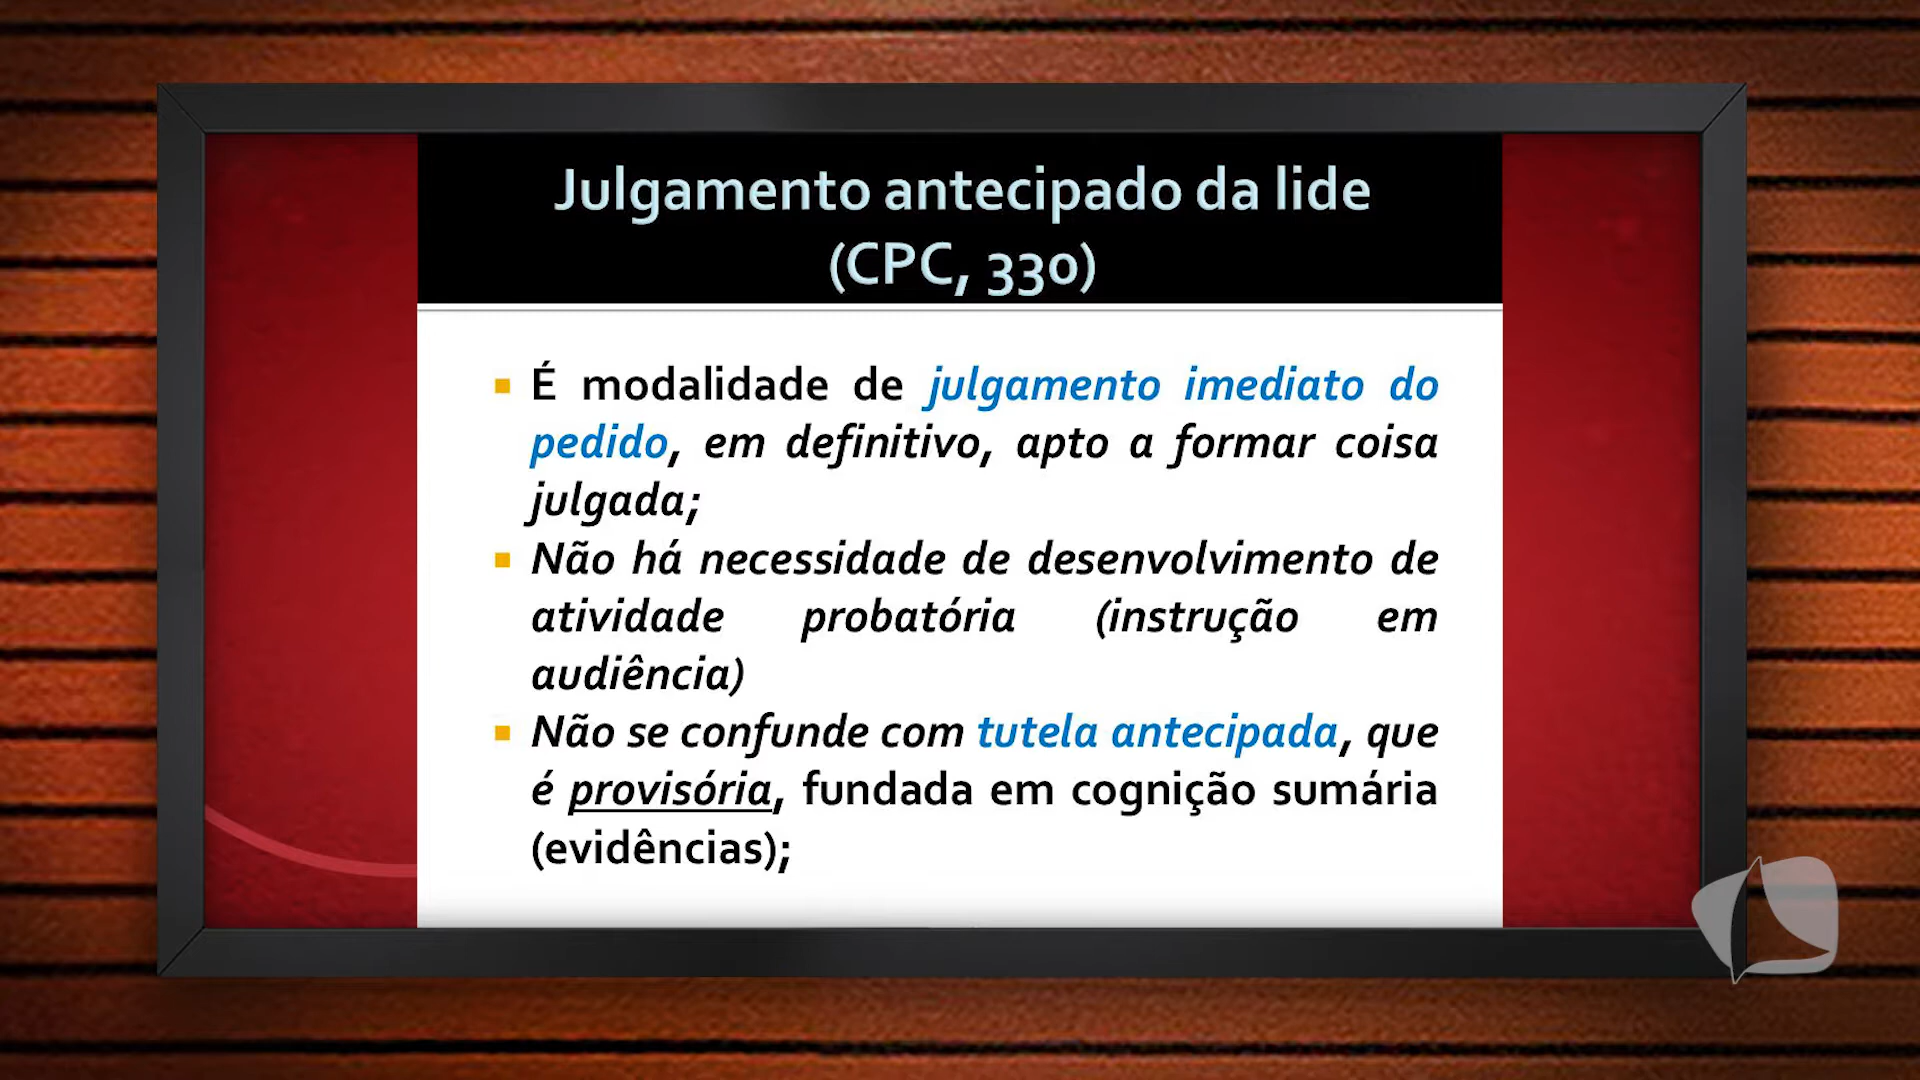 Julgamento antecipado da lide
(CPC, 330)
É modalidade de julgamento imediato do
pedido, em definitivo, apto a formar coisa
julgada;
Não há necessidade de desenvolvimento de
atividade probatória (instrução em
audiência)
Não se confunde com tutela antecipada, que
é provisória, fundada em cognição sumária
(evidências);